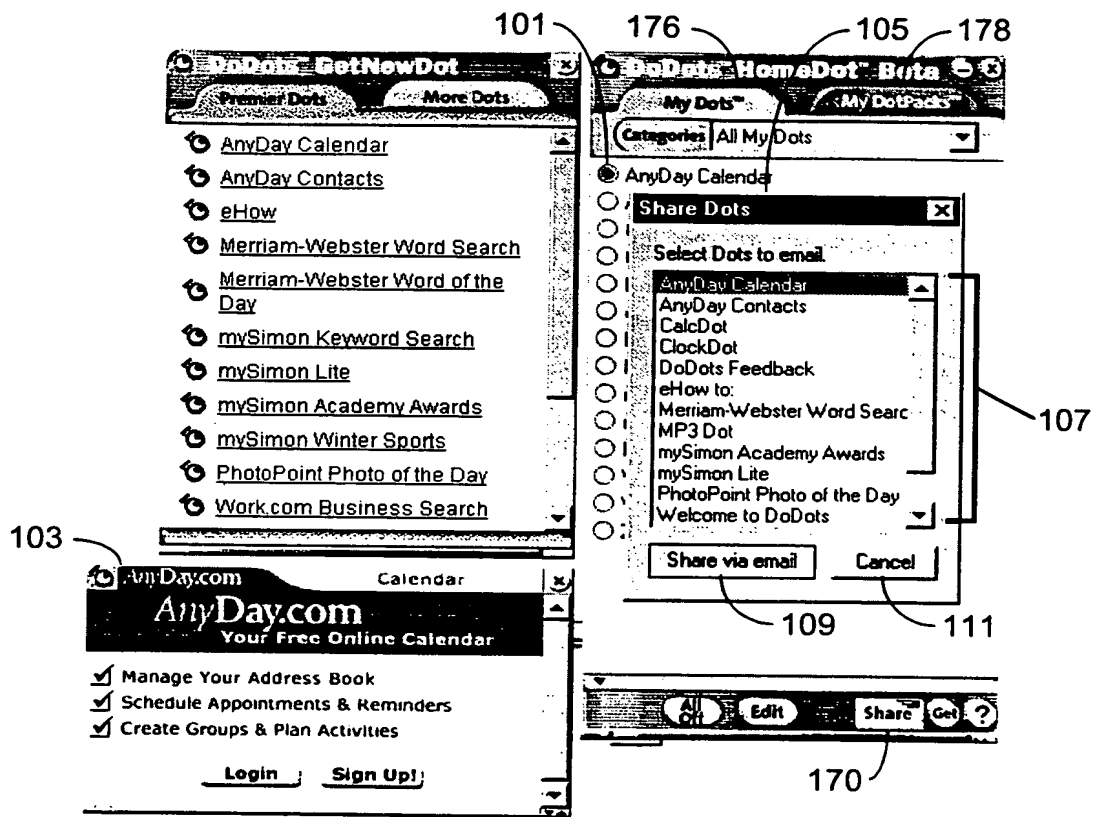 101
176
105
178
DoDots™ GetNewDot
Premier Dots
More Dots
AnyDay Calendar
AnyDay Contacts
eHow
Merriam-Webster Word Search
Merriam-Webster Word of the
Day
mySimon Keyword Search
mySimon Lite
mySimon Academy Awards
mySimon Winter Sports
PhotoPoint Photo of the Day
Work.com Business Search
DoDots™ HomeDot™ Beta
My Dots™
My DotPacks™
Categories
All My Dots
AnyDay Calendar
Share Dots
Select Dots to email.
AnyDay Calendar
AnyDay Contacts
CalcDot
ClockDot
DoDots Feedback
eHow to:
Merriam-Webster Word Searc
MP3 Dot
mySimon Academy Awards
mySimon Lite
PhotoPoint Photo of the Day
Welcome to DoDots
107
Share via email
Cancel
109
111
103
AnyDay.com
Calendar
AnyDay.com
Your Free Online Calendar
Manage Your Address Book
Schedule Appointments & Reminders
Create Groups & Plan Activities
Login
Sign Up!
All Off
Edit
Share
Get
?
170